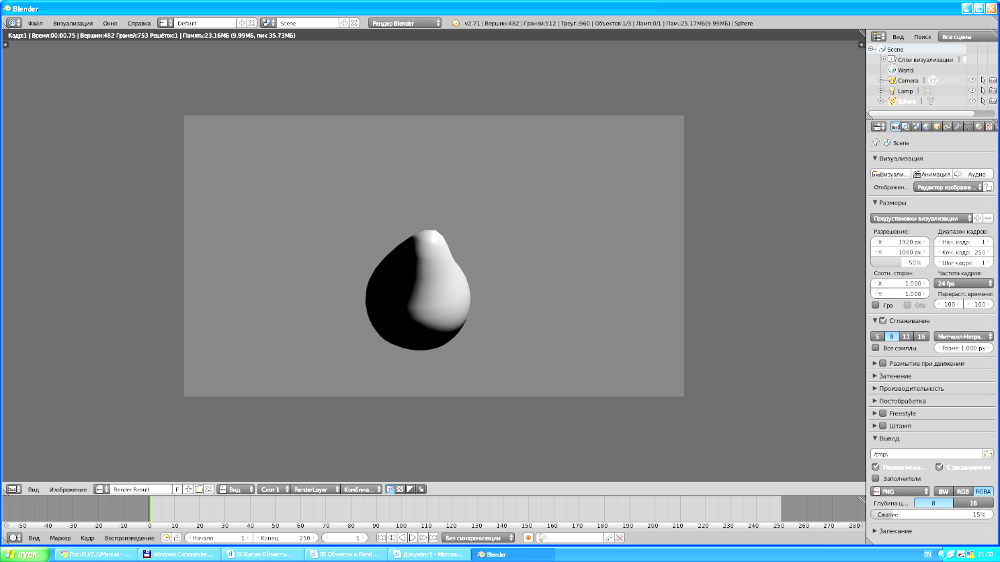 Blender
Файл Визуализация Окно Справка Default Scene Рендер Blender v2.71 | Вершин:482 | Граней:512 | Треуг.:960 | Объектов:1/3 | Ламп:0/1 | Пам.:25.17МБ(9.99МБ) | Sphere
Кадр:1 | Время:00:00.75 | Вершин:482 Граней:753 Решёток:1 | Память:23.16МБ (9.99МБ, пик 35.73МБ)
Вид Поиск Все сцены
Scene
Слои визуализации
World
Camera
Lamp
Sphere
Scene
Визуализация
Визуали... Анимация Аудио
Отображен... Редактор изображе...
Размеры
Предустановки визуализации
Разрешение: Диапазон кадров:
X: 1920 px Нач. кадр: 1
Y: 1080 px Кон. кадр: 250
50% Шаг кадра: 1
Соотн. сторон: Частота кадров:
X: 1.000 24 fps
Y: 1.000 Перерасп. времени:
Гра Обр :100 : 100
Сглаживание
5 8 11 16 Митчелл-Нетра...
Все сэмплы Разме: 1.000 px
Размытие при движении
Затенение
Производительность
Постобработка
Freestyle
Штамп
Вывод
/tmp\
Перезаписыв... С расширением
Заполнители
PNG BW RGB RGBA
Глубина ц... 8 16
Сжатие: 15%
Запекание
Вид Изображение Render Result F Вид Слот 1 RenderLayer Комбина...
-50 -40 -30 -20 -10 0 10 20 30 40 50 60 70 80 90 100 110 120 130 140 150 160 170 180 190 200 210 220 230 240 250 260 270 280
Вид Маркер Кадр Воспроизведение Начало: 1 Конец: 250 1 Без синхронизации
пуск Doc:RU/2.6/Manual - ... Windows Commander... 06 Капля Объекты ... 05 Объекты в Blend... Документ1 - Microso... Blender EN 21:00